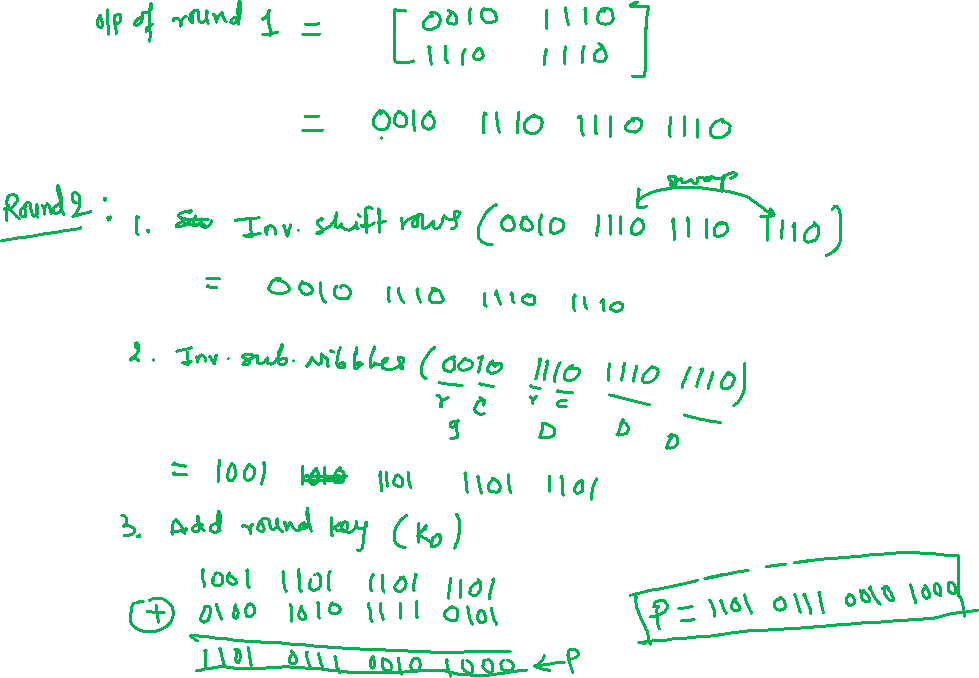 o/p of round 1 = [ 0010 1110
1110 1110 ]
= 0010 1110 1110 1110
swap
Round 2 : 1. Inv. shift rows (0010 1110 1110 1110)
= 0010 1110 1110 1110
2. Inv. sub. nibbles (0010 1110 1110 1110)
r c r c
9 D D D
= 1001 1101 1101 1101
3. Add round key (K0)
1001 1101 1101 1101
⊕ 0100 1010 1111 0101
1101 0111 0010 1000 ← P
P = 1101 0111 0010 1000